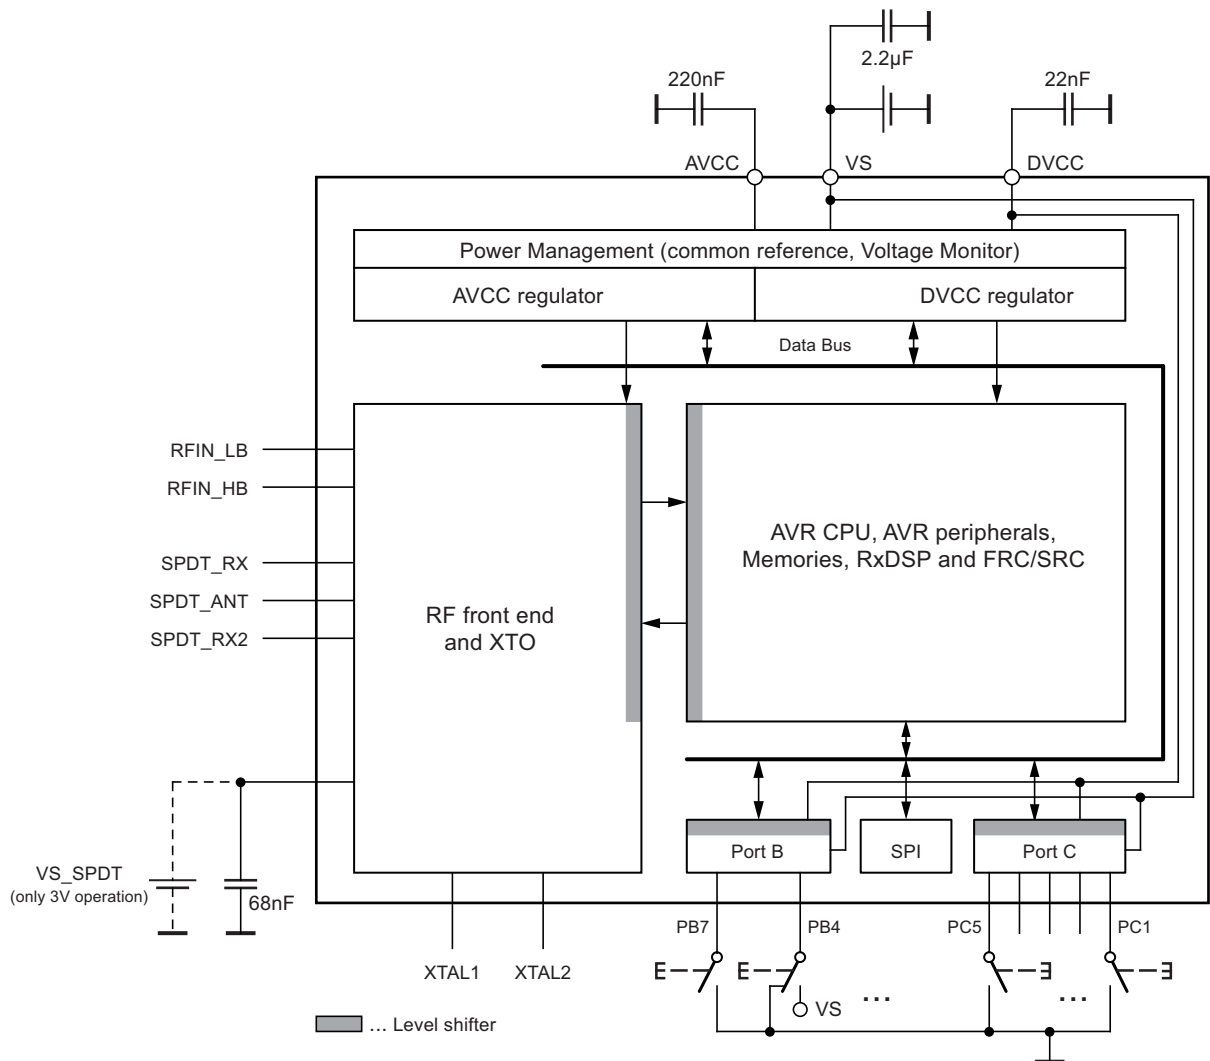 2.2µF
220nF
22nF
AVCC
VS
DVCC
Power Management (common reference, Voltage Monitor)
AVCC regulator
DVCC regulator
Data Bus
RFIN_LB
RFIN_HB
SPDT_RX
SPDT_ANT
SPDT_RX2
RF front end
and XTO
AVR CPU, AVR peripherals,
Memories, RxDSP and FRC/SRC
VS_SPDT
(only 3V operation)
68nF
Port B
SPI
Port C
PB7
PB4
PC5
PC1
XTAL1
XTAL2
VS
...
...
... Level shifter